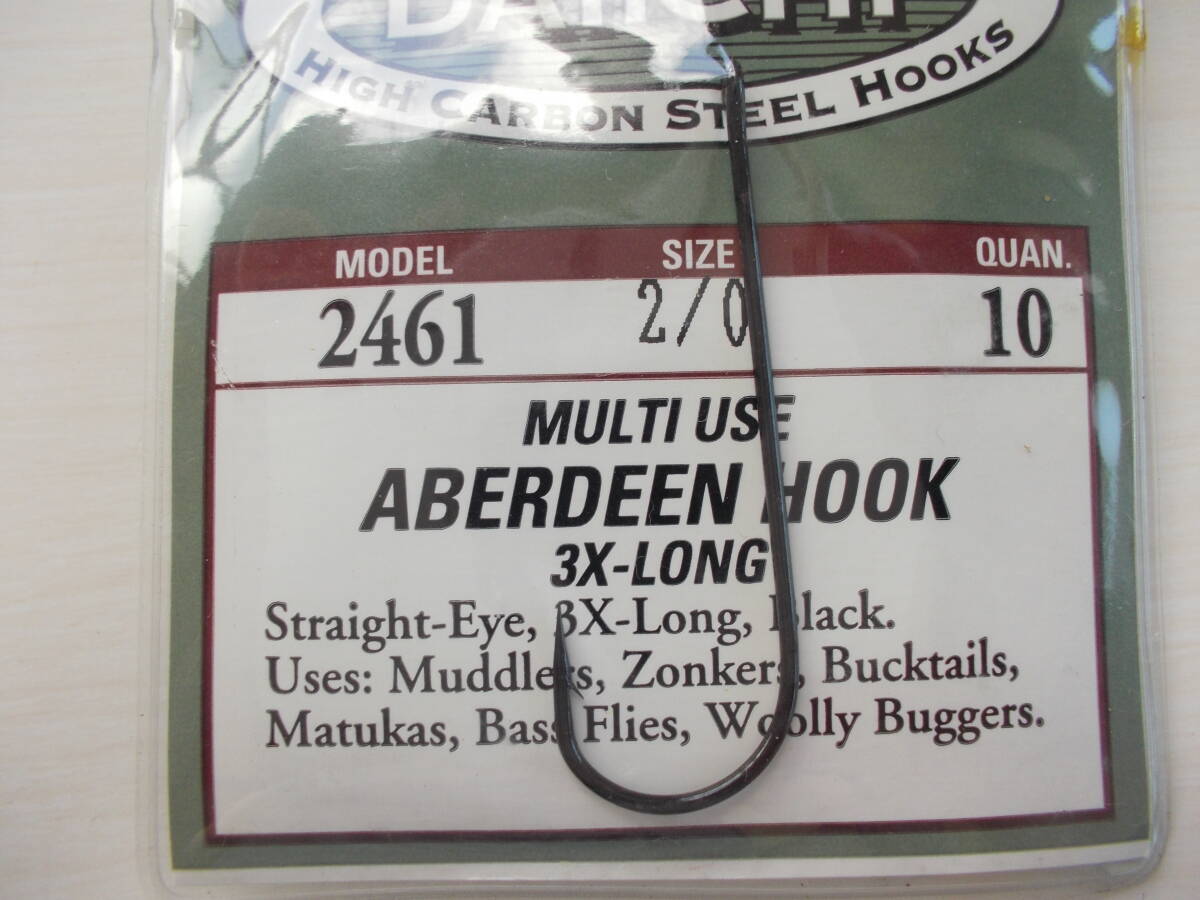 DAIICHI
HIGH CARBON STEEL HOOKS
MODEL SIZE QUAN.
2461 2/0 10
MULTI USE
ABERDEEN HOOK
3X-LONG
Straight-Eye, 3X-Long, Black.
Uses: Muddlers, Zonkers, Bucktails,
Matukas, Bass Flies, Woolly Buggers.